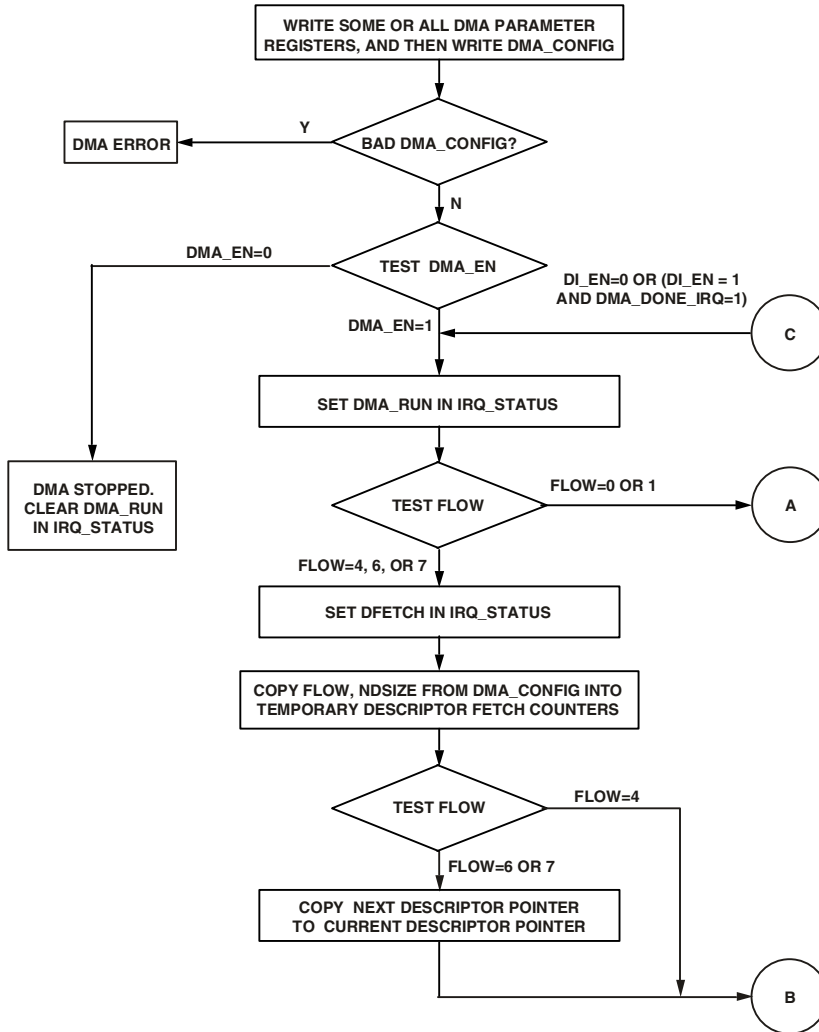 WRITE SOME OR ALL DMA PARAMETER
REGISTERS, AND THEN WRITE DMA_CONFIG
Y
DMA ERROR
BAD DMA_CONFIG?
N
DMA_EN=0
TEST DMA_EN
DI_EN=0 OR (DI_EN = 1
AND DMA_DONE_IRQ=1)
DMA_EN=1
C
SET DMA_RUN IN IRQ_STATUS
DMA STOPPED.
CLEAR DMA_RUN
IN IRQ_STATUS
TEST FLOW
FLOW=0 OR 1
A
FLOW=4, 6, OR 7
SET DFETCH IN IRQ_STATUS
COPY FLOW, NDSIZE FROM DMA_CONFIG INTO
TEMPORARY DESCRIPTOR FETCH COUNTERS
TEST FLOW
FLOW=4
FLOW=6 OR 7
COPY NEXT DESCRIPTOR POINTER
TO CURRENT DESCRIPTOR POINTER
B